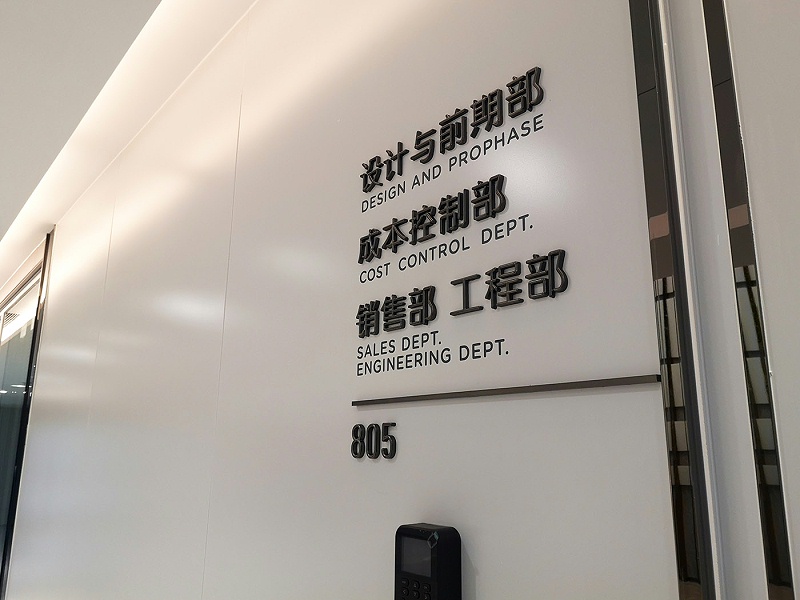 设计与前期部
DESIGN AND PROPHASE
成本控制部
COST CONTROL DEPT.
销售部 工程部
SALES DEPT.
ENGINEERING DEPT.
805